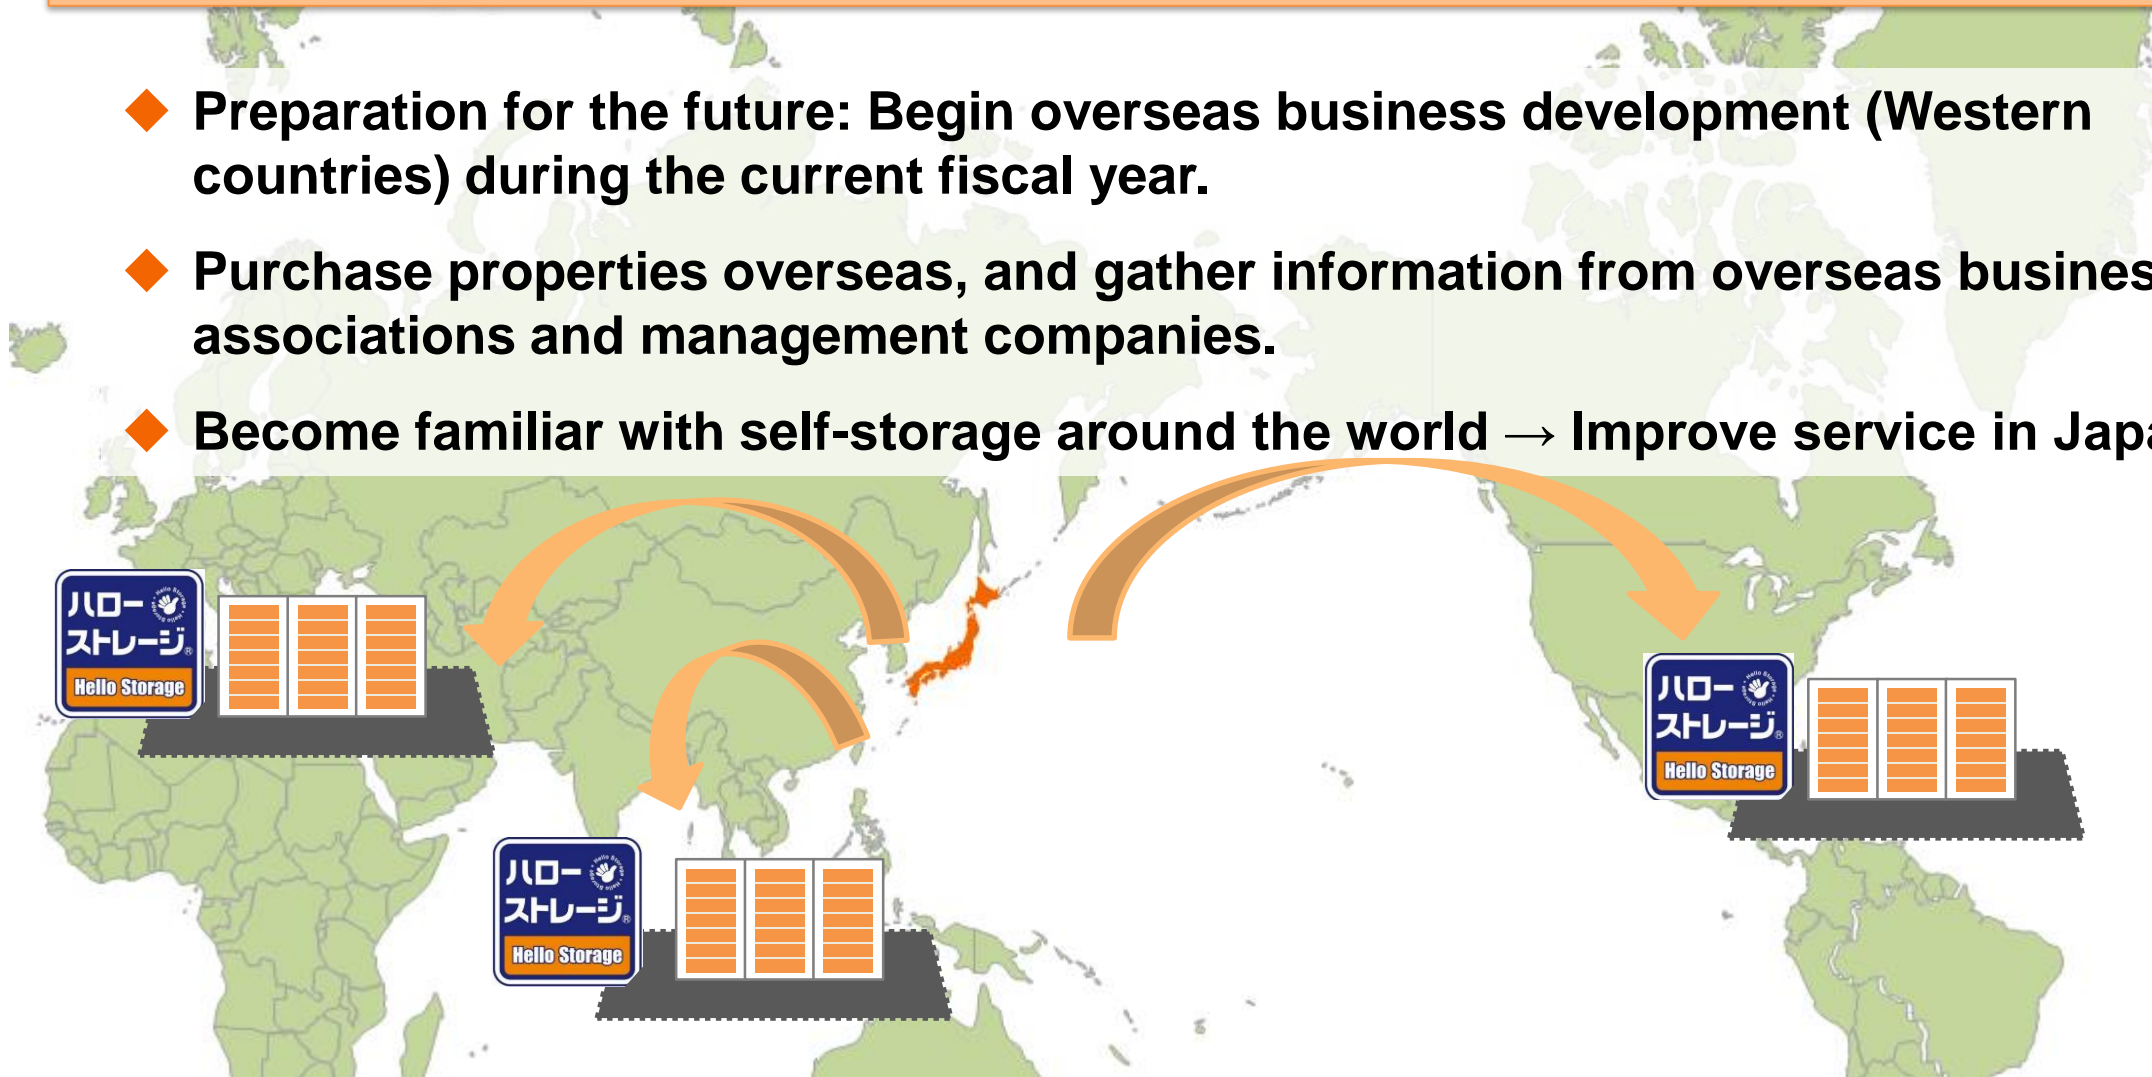 Preparation for the future: Begin overseas business development (Western
countries) during the current fiscal year.
Purchase properties overseas, and gather information from overseas busines
associations and management companies.
Become familiar with self-storage around the world → Improve service in Japa
ハロー
ストレージ®
Hello Storage
ハロー
ストレージ®
Hello Storage
ハロー
ストレージ®
Hello Storage